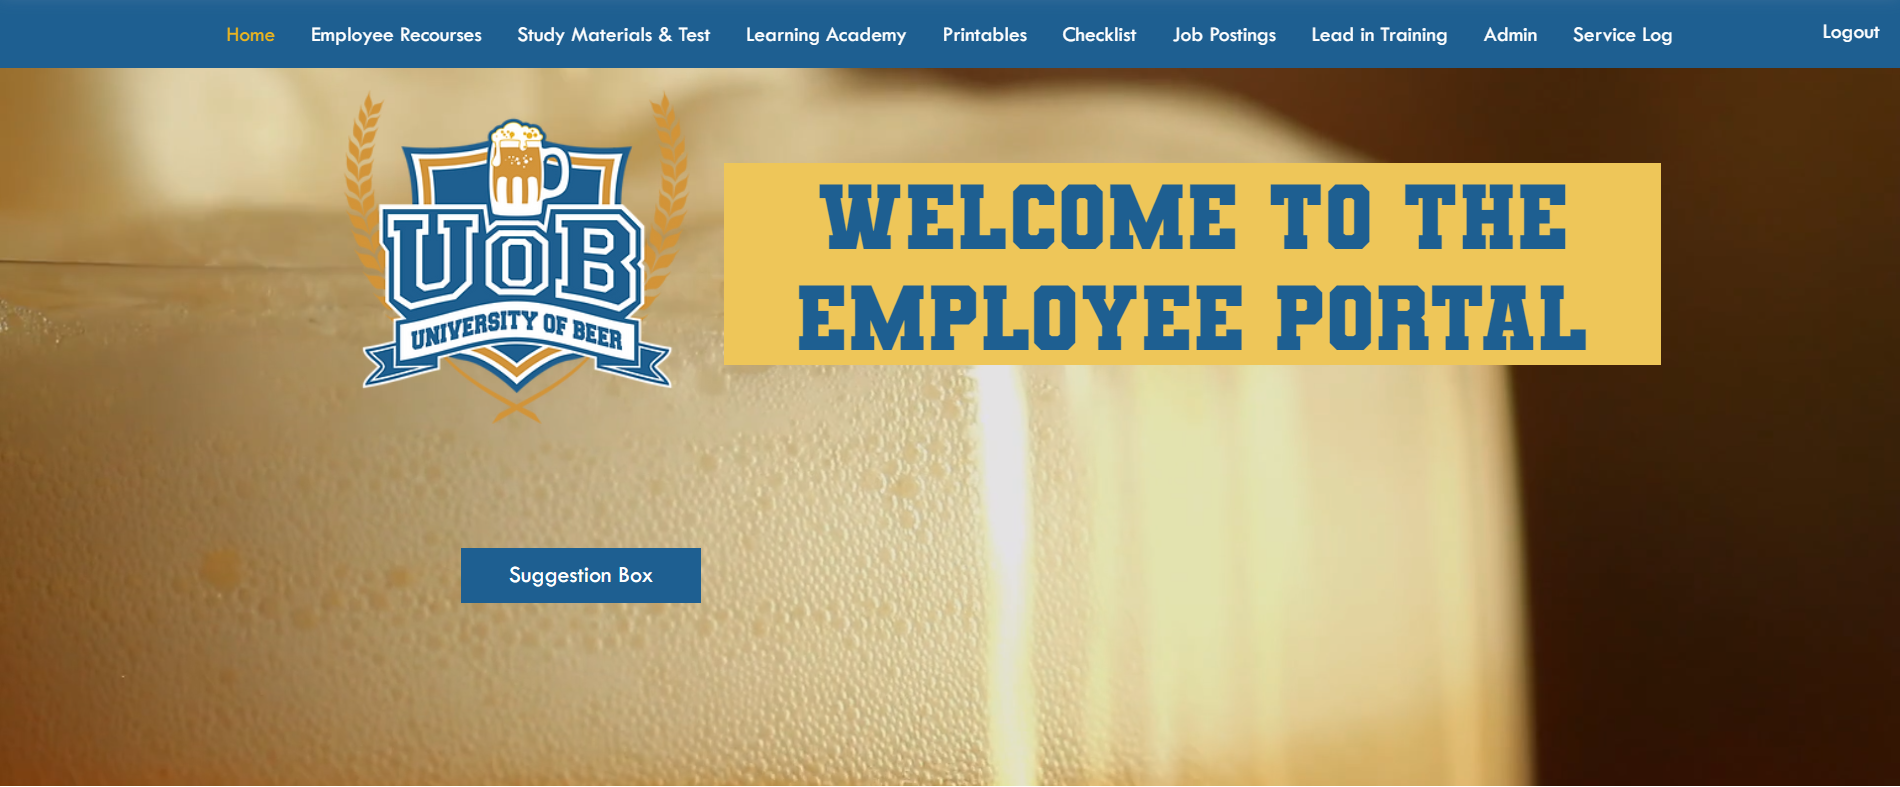 Home Employee Recourses Study Materials & Test Learning Academy Printables Checklist Job Postings Lead in Training Admin Service Log Logout
UOB
UNIVERSITY OF BEER
WELCOME TO THE
EMPLOYEE PORTAL
Suggestion Box